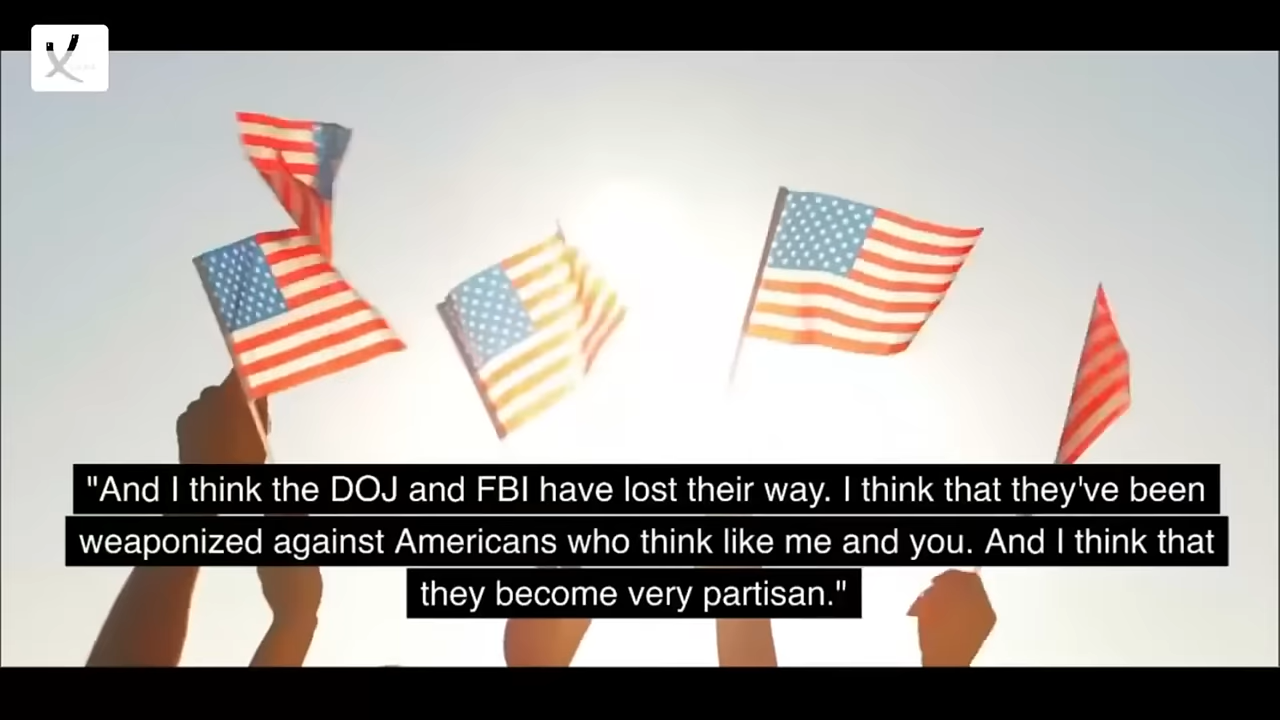 "And I think the DOJ and FBI have lost their way. I think that they've been
weaponized against Americans who think like me and you. And I think that
they become very partisan."